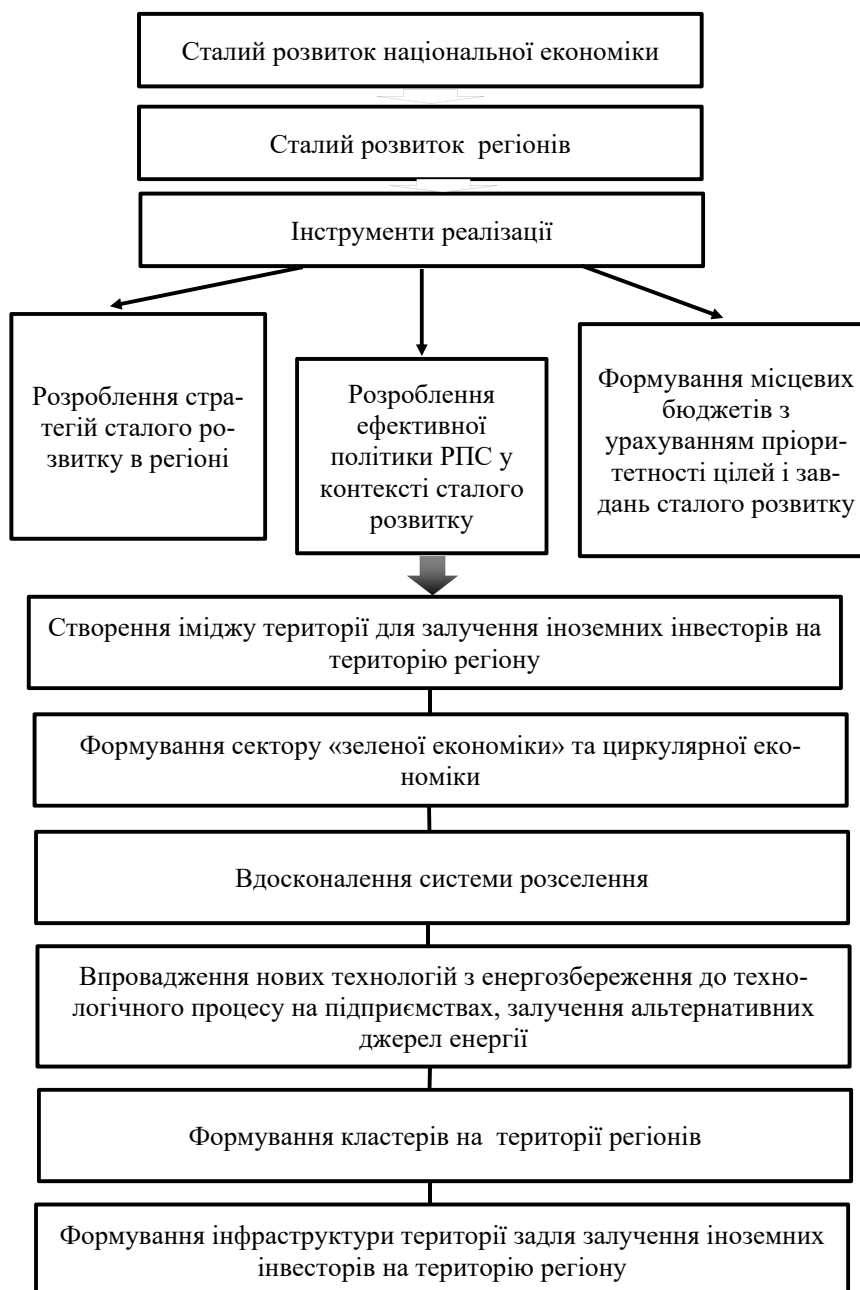 Сталий розвиток національної економіки
Сталий розвиток  регіонів
Інструменти реалізації
Розроблення стра-
тегій сталого ро-
звитку в регіоні
Розроблення
ефективної
політики РПС у
контексті сталого
розвитку
Формування місцевих
бюджетів з
урахуванням пріори-
тетності цілей і зав-
дань сталого розвитку
Створення іміджу території для залучення іноземних інвесторів на
територію регіону
Формування сектору «зеленої економіки» та циркулярної еко-
номіки
Вдосконалення системи розселення
Впровадження нових технологій з енергозбереження до техно-
логічного процесу на підприємствах, залучення альтернативних
джерел енергії
Формування кластерів на  території регіонів
Формування інфраструктури території задля залучення іноземних
інвесторів на територію регіону